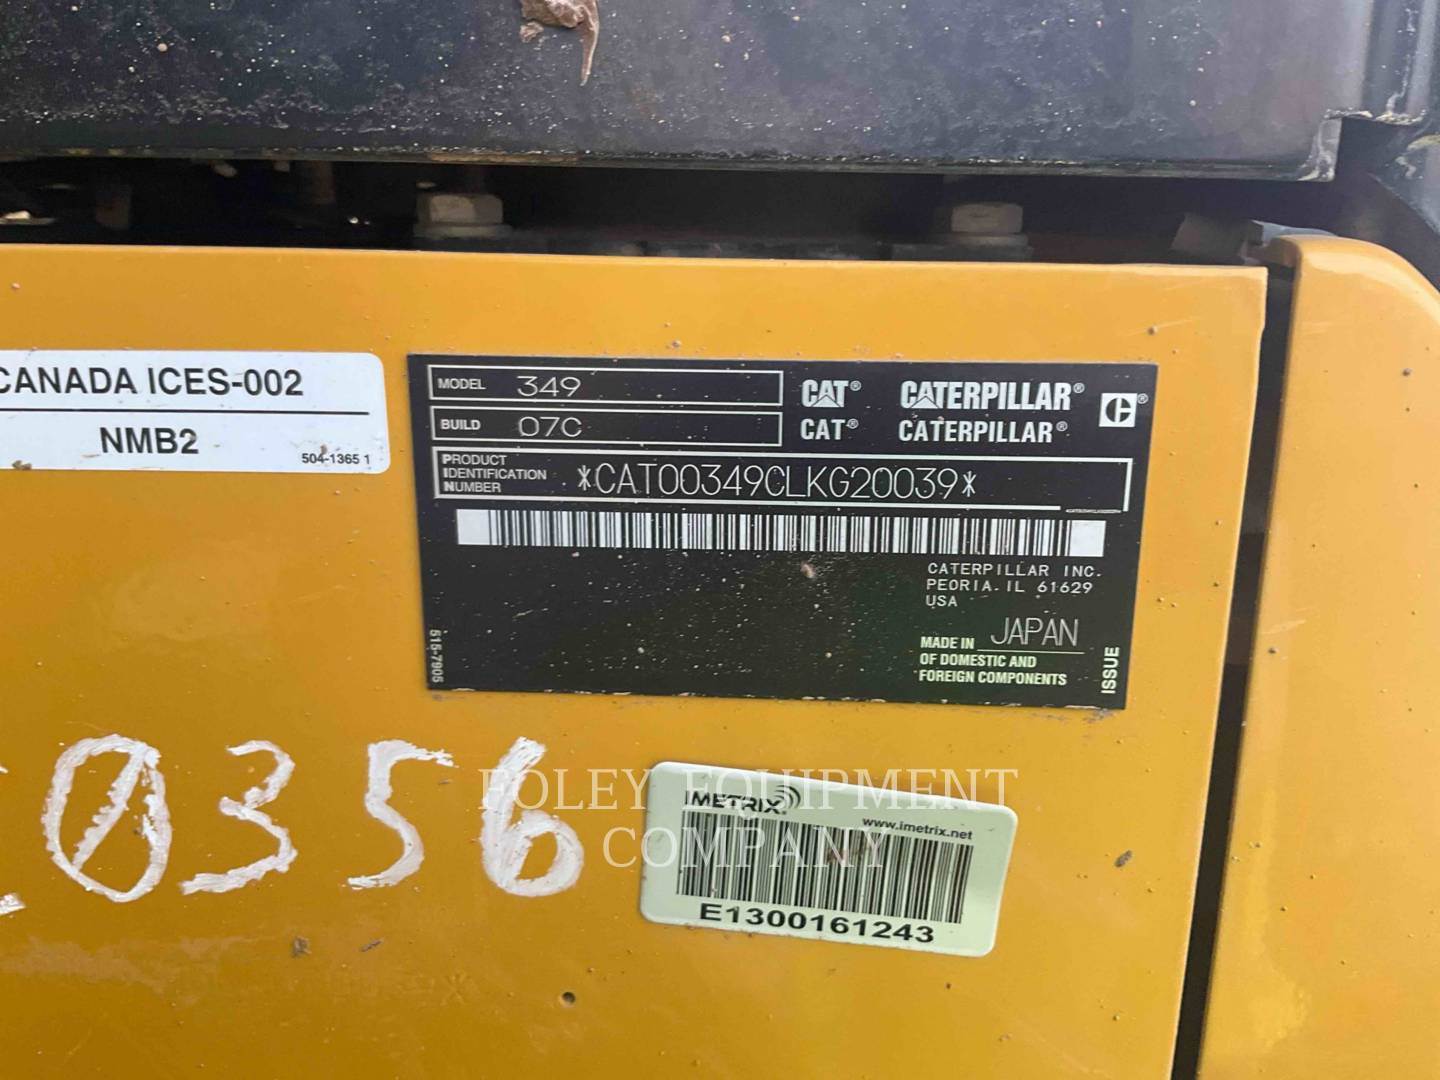 CANADA ICES-002
NMB2
504-1365 1
MODEL 349
BUILD 07C
CAT® CATERPILLAR®
CAT® CATERPILLAR®
PRODUCT
IDENTIFICATION
NUMBER
*CAT00349CLKG20039*
CATERPILLAR INC.
PEORIA. IL 61629
USA
MADE IN JAPAN
OF DOMESTIC AND
FOREIGN COMPONENTS
ISSUE
515-7905
0356
IMETRIX®
www.imetrix.net
E1300161243
FOLEY EQUIPMENT
COMPANY